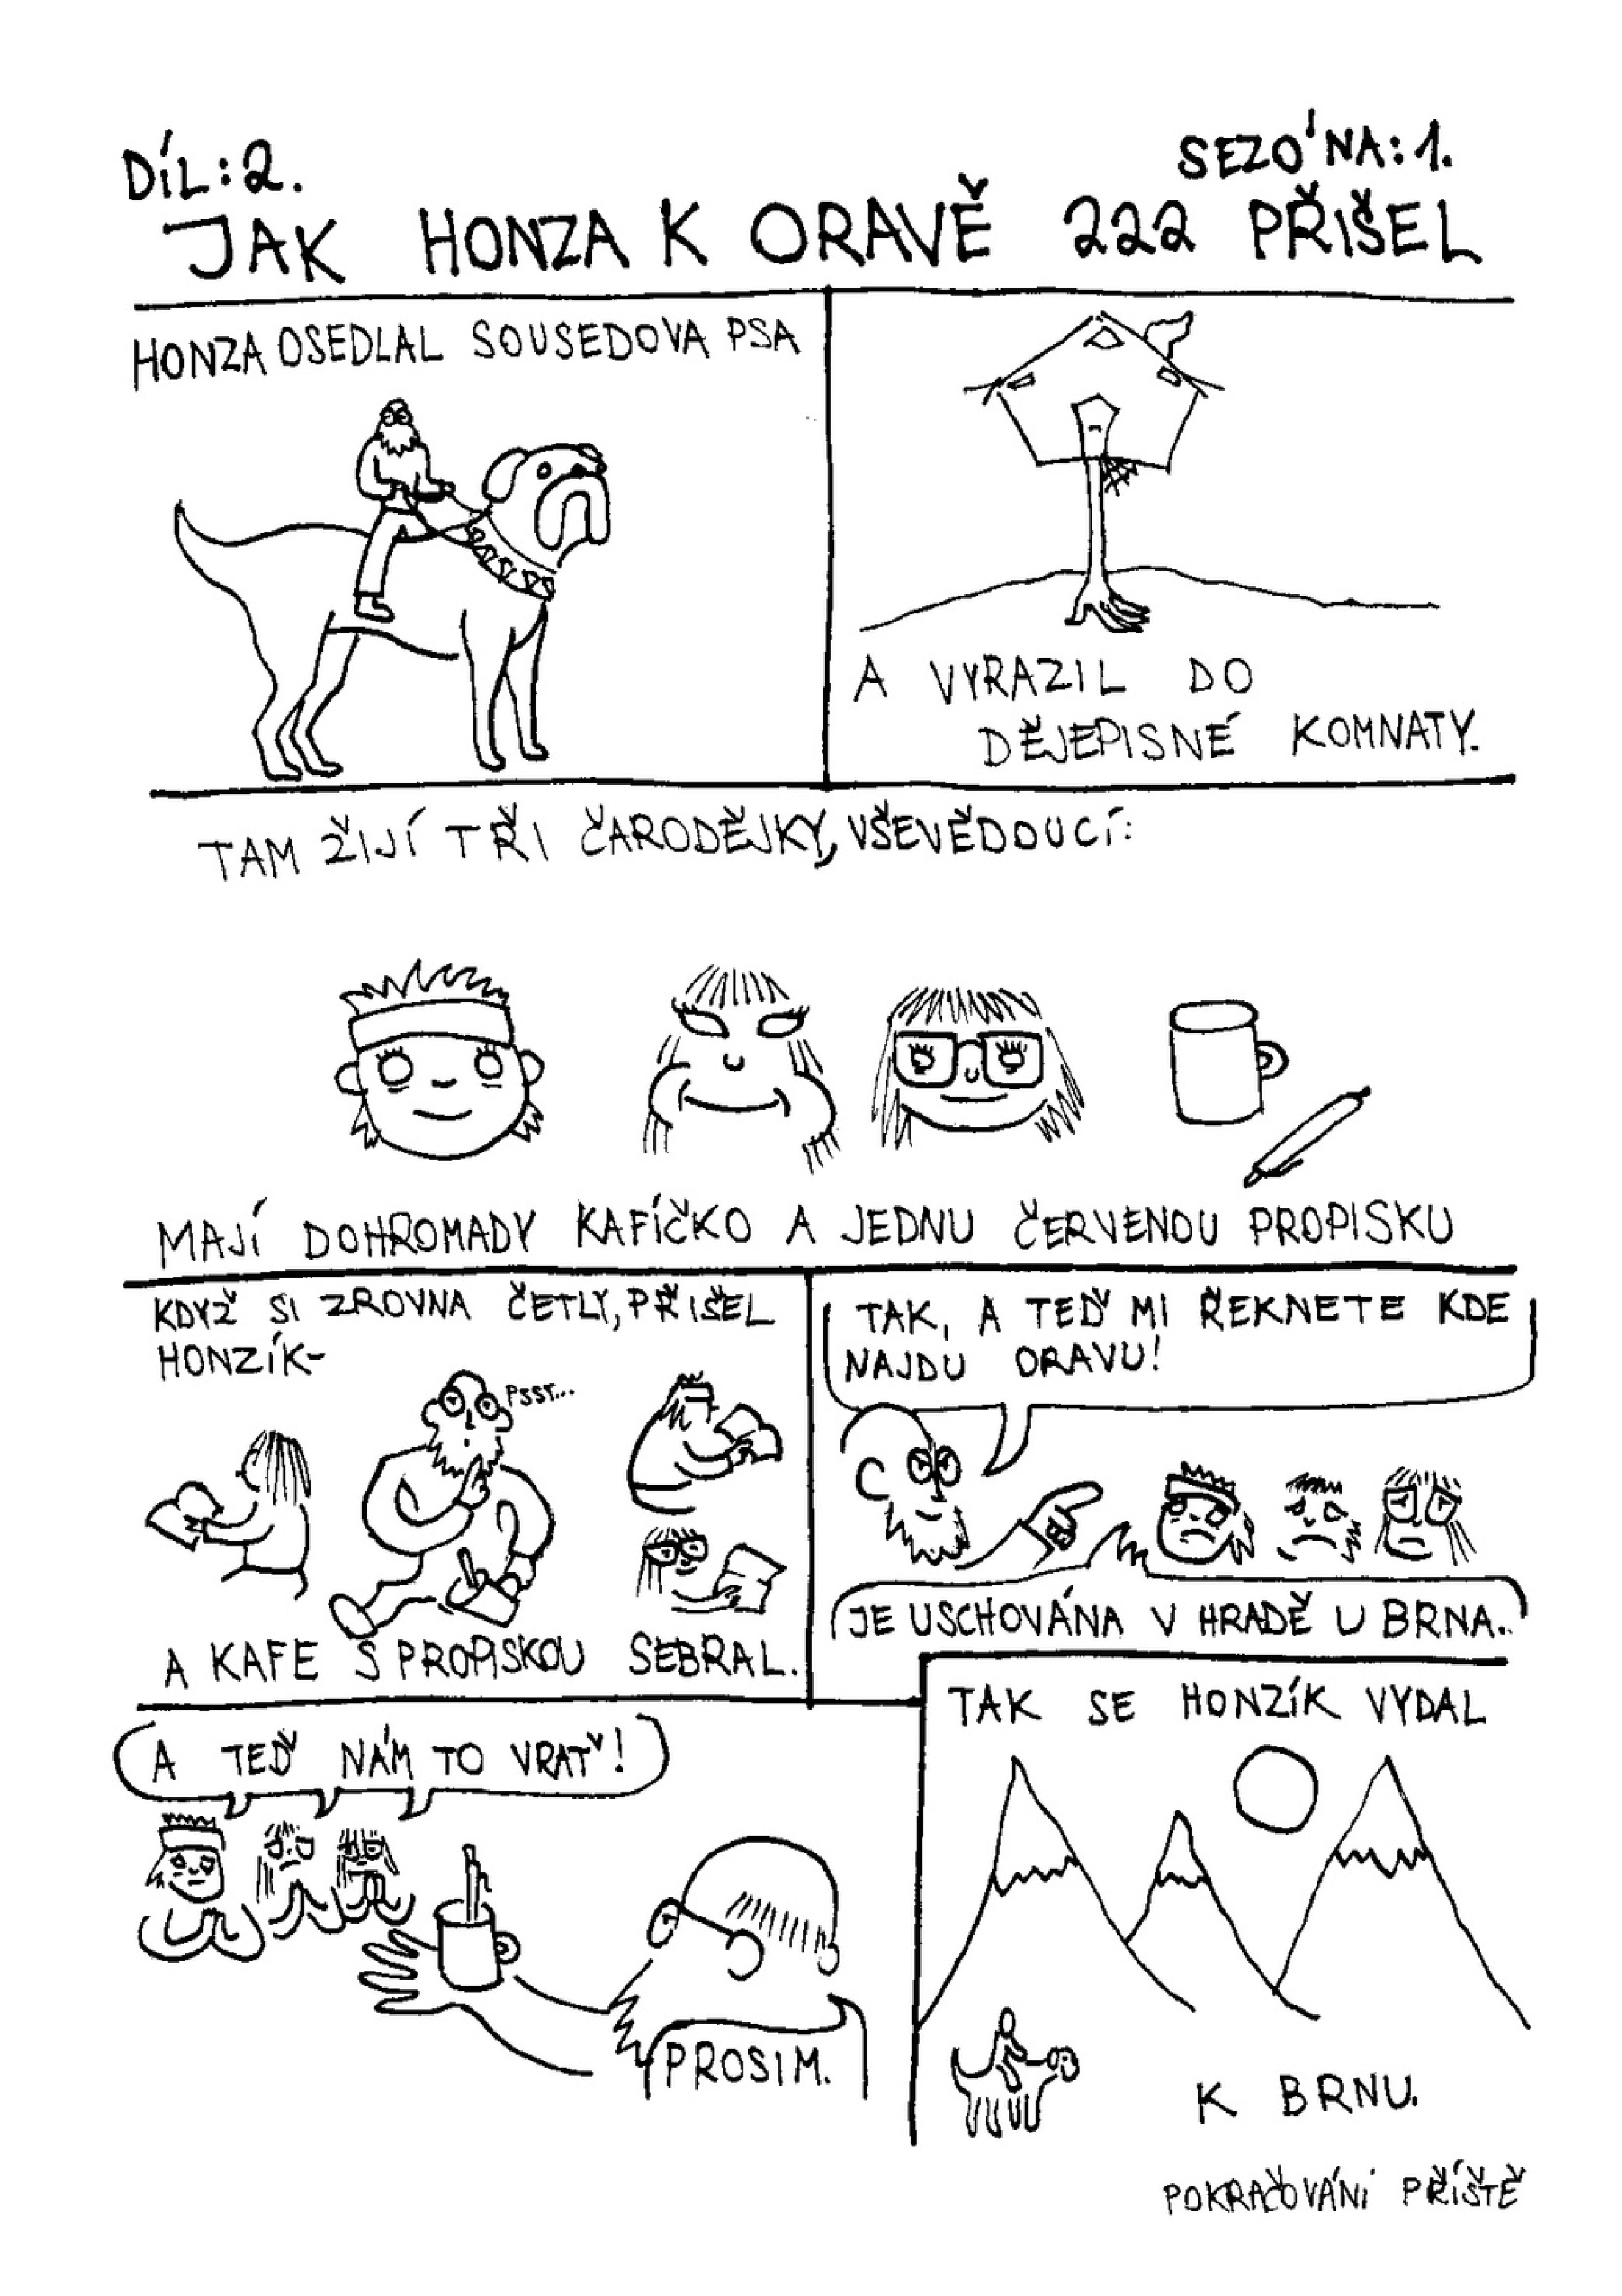 DÍL:2.
SEZÓNA:1.
JAK HONZA K ORAVĚ 222 PŘIŠEL
HONZA OSEDLAL SOUSEDOVA PSA
A VYRAZIL DO
DĚJEPISNÉ KOMNATY.
TAM ŽIJÍ TŘI ČARODĚJKY, VŠEVĚDOUCÍ:
MAJÍ DOHROMADY KAFÍČKO A JEDNU ČERVENOU PROPISKU
KDYŽ SI ZROVNA ČETLY, PŘIŠEL
HONZÍK-
PSST...
A KAFE S PROPISKOU SEBRAL.
TAK, A TEĎ MI ŘEKNETE KDE
NAJDU ORAVU!
JE USCHOVÁNA V HRADĚ U BRNA.
A TEĎ NÁM TO VRAŤ!
PROSIM.
TAK SE HONZÍK VYDAL
K BRNU.
POKRAČOVÁNí PŘÍŠTĚ